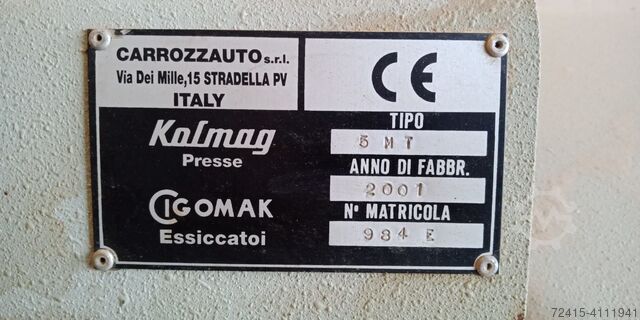 CARROZZAUTO s.r.l.
Via Dei Mille,15 STRADELLA PV
ITALY
CE
Kolmag
Presse
CIGOMAK
Essiccatoi
TIPO
5 MT
ANNO DI FABBR.
2001
N° MATRICOLA
984 E
72415-4111941